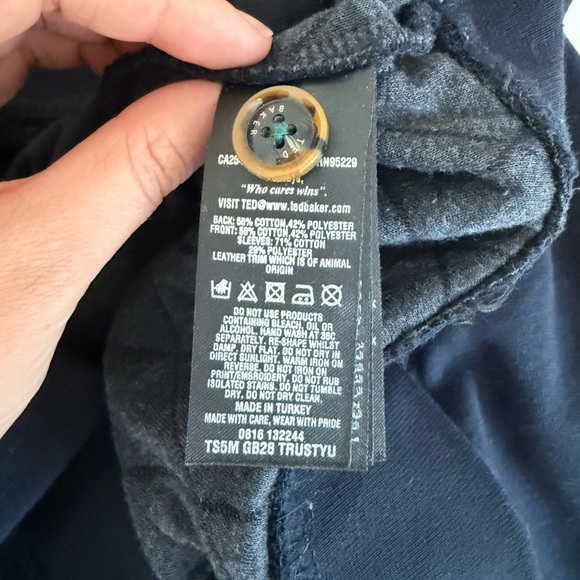 TED
BAKER
"Who cares wins".
VISIT TED@www.tedbaker.com
BACK: 58% COTTON,42% POLYESTER
FRONT: 58% COTTON,42% POLYESTER
SLEEVES: 71% COTTON
29% POLYESTER
LEATHER TRIM WHICH IS OF ANIMAL
ORIGIN
DO NOT USE PRODUCTS
CONTAINING BLEACH, OIL OR
ALCOHOL. HAND WASH AT 30C
SEPARATELY, RE-SHAPE WHILST
DAMP, DRY FLAT. DO NOT DRY IN
DIRECT SUNLIGHT, WARM IRON ON
REVERSE. DO NOT IRON ON
PRINT/EMBROIDERY. DO NOT RUB
ISOLATED STAINS. DO NOT TUMBLE
DRY. DO NOT DRY CLEAN.
MADE IN TURKEY
MADE WITH CARE, WEAR WITH PRIDE
0816 132244
TS5M GB28 TRUSTYU